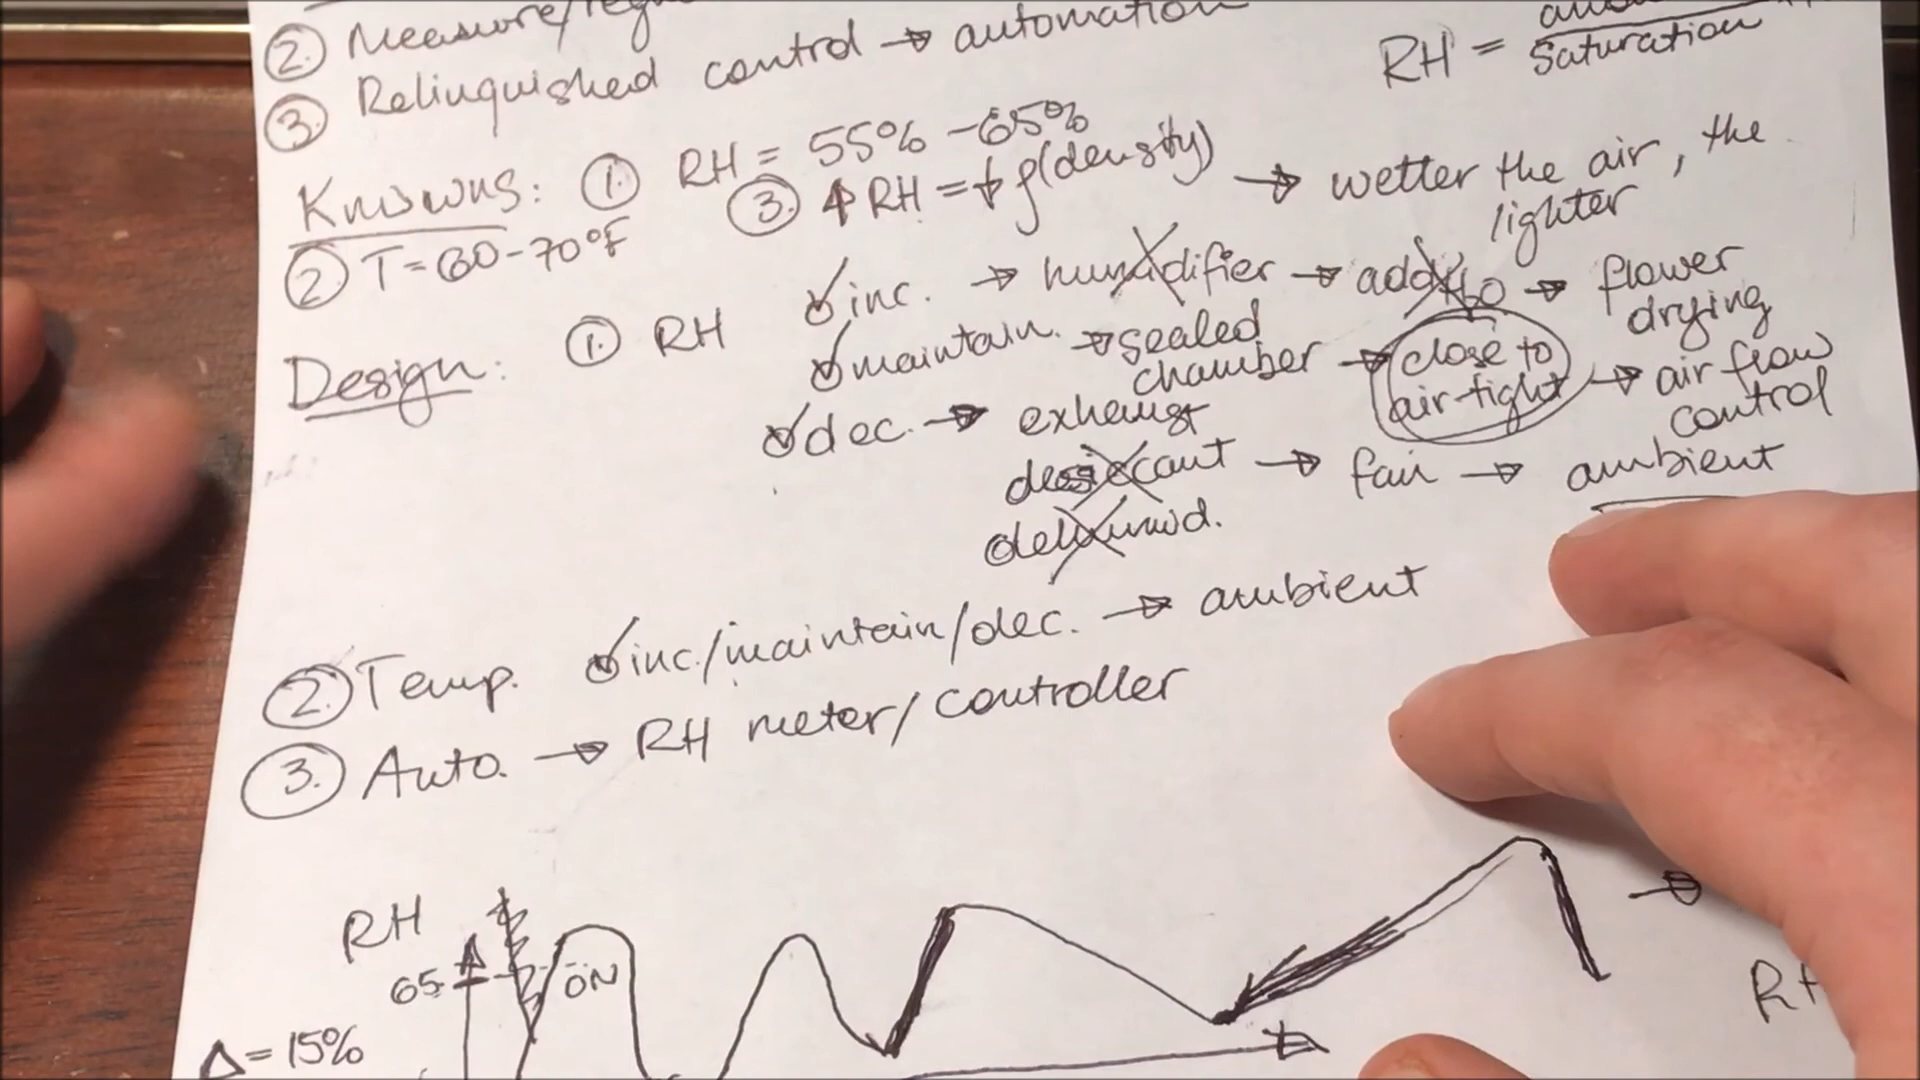 ② Measure/
③ Relinquished control → automation
RH = Saturation
Knowns: ① RH = 55% - 65%
② T = 60-70°F
③ ↑ RH = ↓ ρ(density) → wetter the air, the lighter
Design: ① RH
inc. → humidifier → add H2O → flower drying
maintain. → sealed chamber → close to air-tight → air flow control
dec. → exhaust
desiccant → fan → ambient
dehumid.
② Temp. inc./maintain/dec. → ambient
③ Auto. → RH meter/controller
RH
65
ON
Δ = 15%